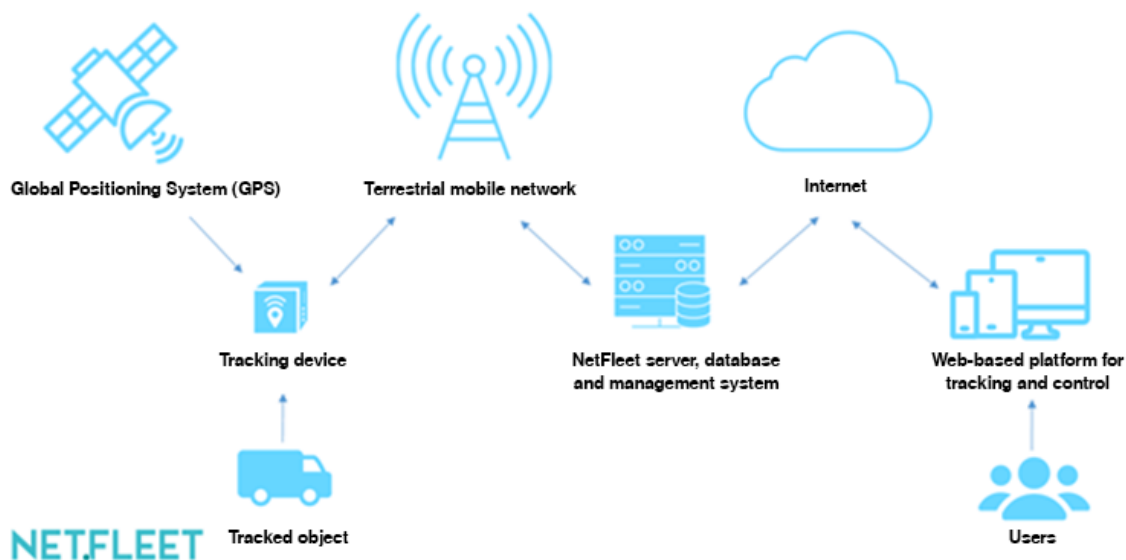 Global Positioning System (GPS)
Terrestrial mobile network
Internet
Tracking device
NetFleet server, database
and management system
Web-based platform for
tracking and control
NET.FLEET
Tracked object
Users